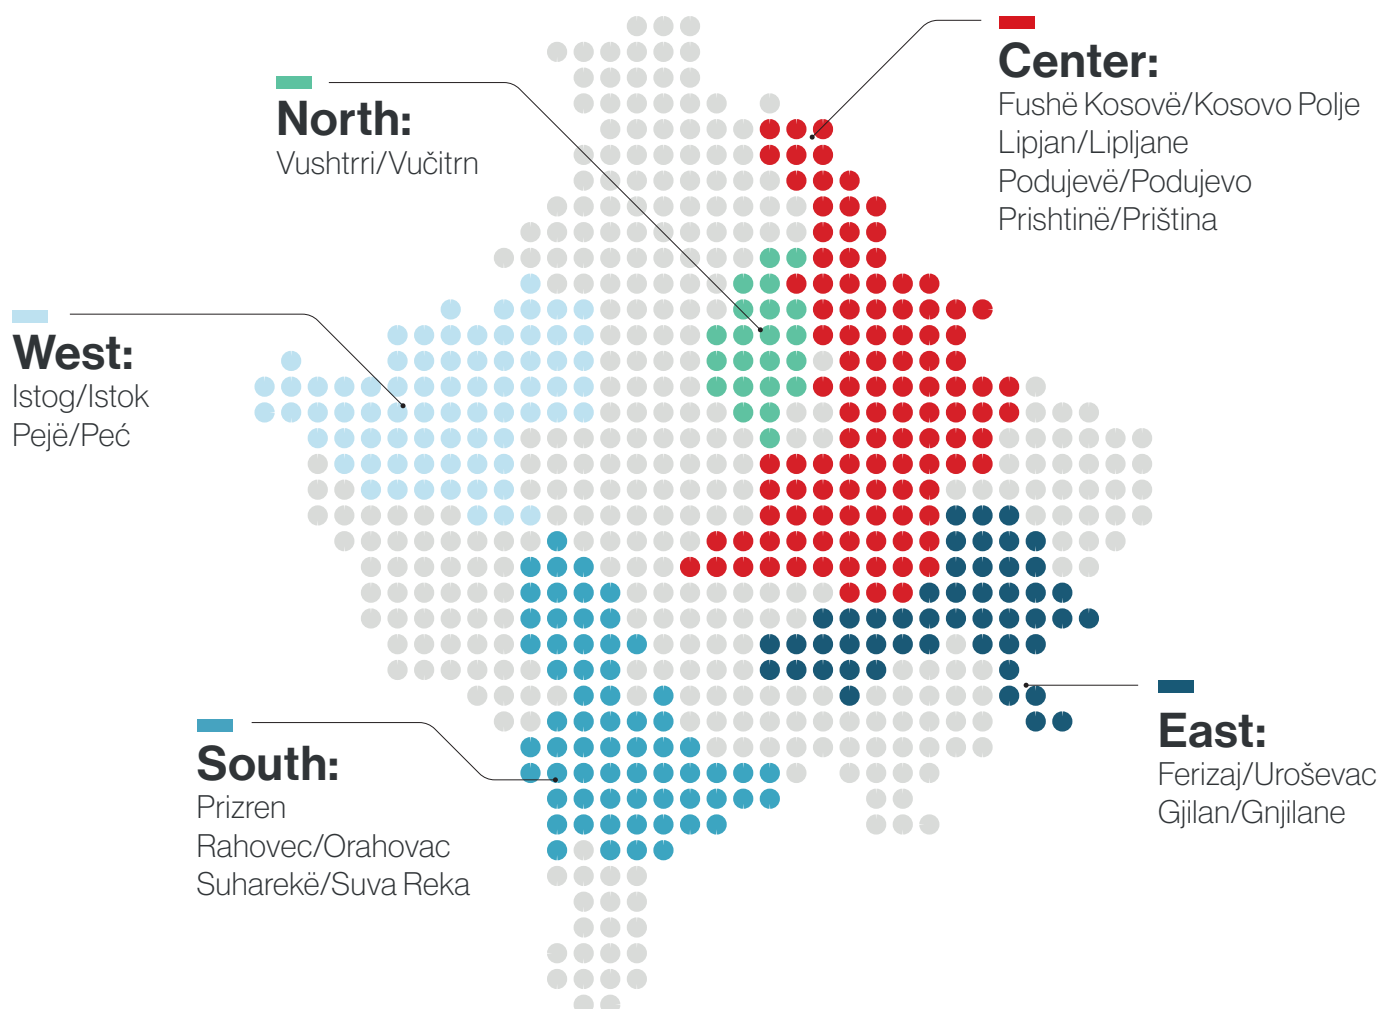 Center:
Fushë Kosovë/Kosovo Polje
Lipjan/Lipljane
Podujevë/Podujevo
Prishtinë/Priština
North:
Vushtrri/Vučitrn
West:
Istog/Istok
Pejë/Peć
East:
Ferizaj/Uroševac
Gjilan/Gnjilane
South:
Prizren
Rahovec/Orahovac
Suharekë/Suva Reka